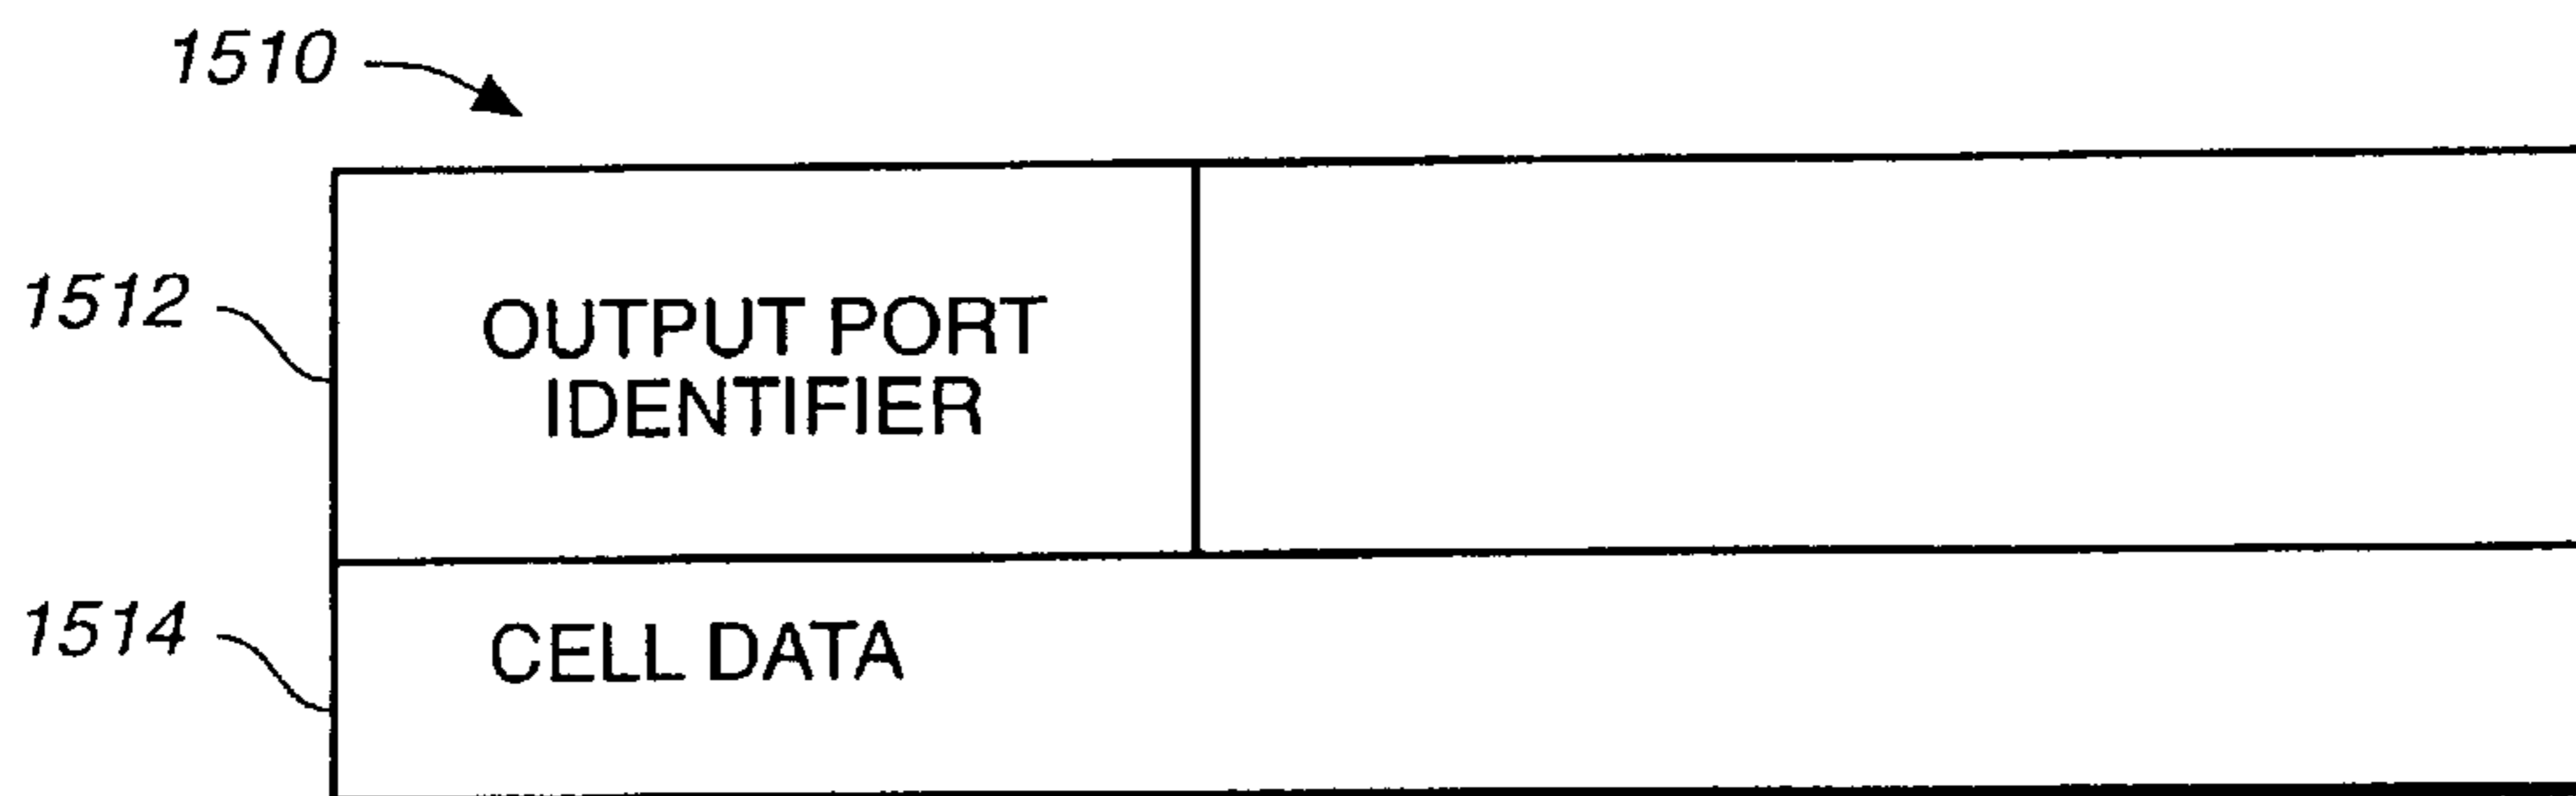 1510
1512
OUTPUT PORT
IDENTIFIER
1514
CELL DATA